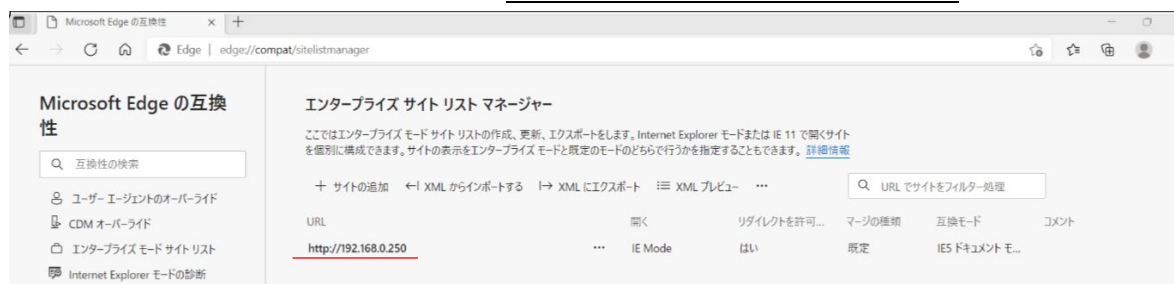 Microsoft Edge の互換性
Edge | edge://compat/sitelistmanager
Microsoft Edge の互換
性
互換性の検索
ユーザー エージェントのオーバーライド
CDM オーバーライド
エンタープライズ モード サイト リスト
Internet Explorer モードの診断
エンタープライズ サイト リスト マネージャー
ここではエンタープライズ モード サイト リストの作成、更新、エクスポートをします。Internet Explorer モードまたは IE 11 で開くサイト
を個別に構成できます。サイトの表示をエンタープライズ モードと既定のモードのどちらで行うかを指定することもできます。 詳細情報
サイトの追加 XML からインポートする XML にエクスポート XML プレビュー ••• URL でサイトをフィルター処理
URL 開く リダイレクトを許可... マージの種類 互換モード コメント
http://192.168.0.250 ••• IE Mode はい 既定 IE5 ドキュメント モ...